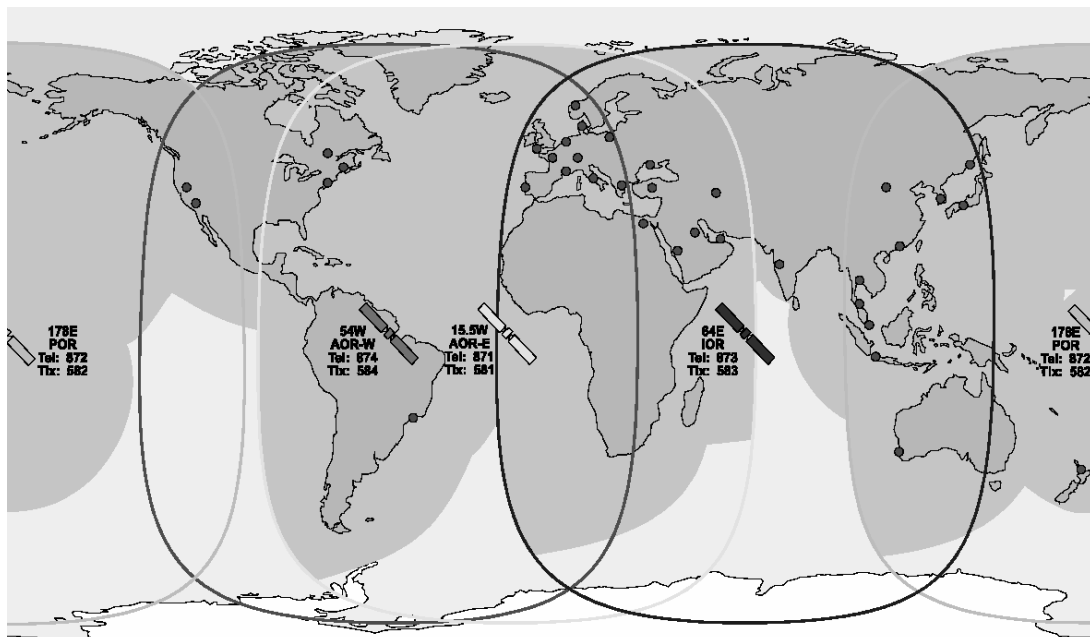 178E
POR
Tel: 872
Tlx: 582
54W
AOR-W
Tel: 874
Tlx: 584
15.5W
AOR-E
Tel: 871
Tlx: 581
64E
IOR
Tel: 873
Tlx: 583
178E
POR
Tel: 872
Tlx: 582